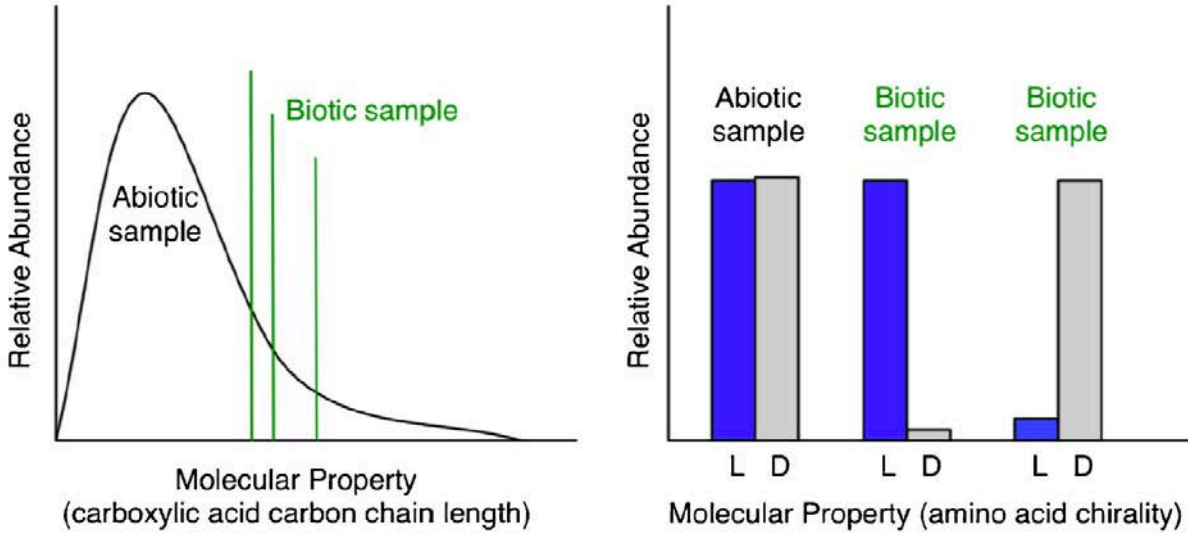 Relative Abundance
Abiotic
sample
Biotic sample
Molecular Property
(carboxylic acid carbon chain length)
Relative Abundance
Abiotic
sample
Biotic
sample
Biotic
sample
L D
L D
L D
Molecular Property (amino acid chirality)